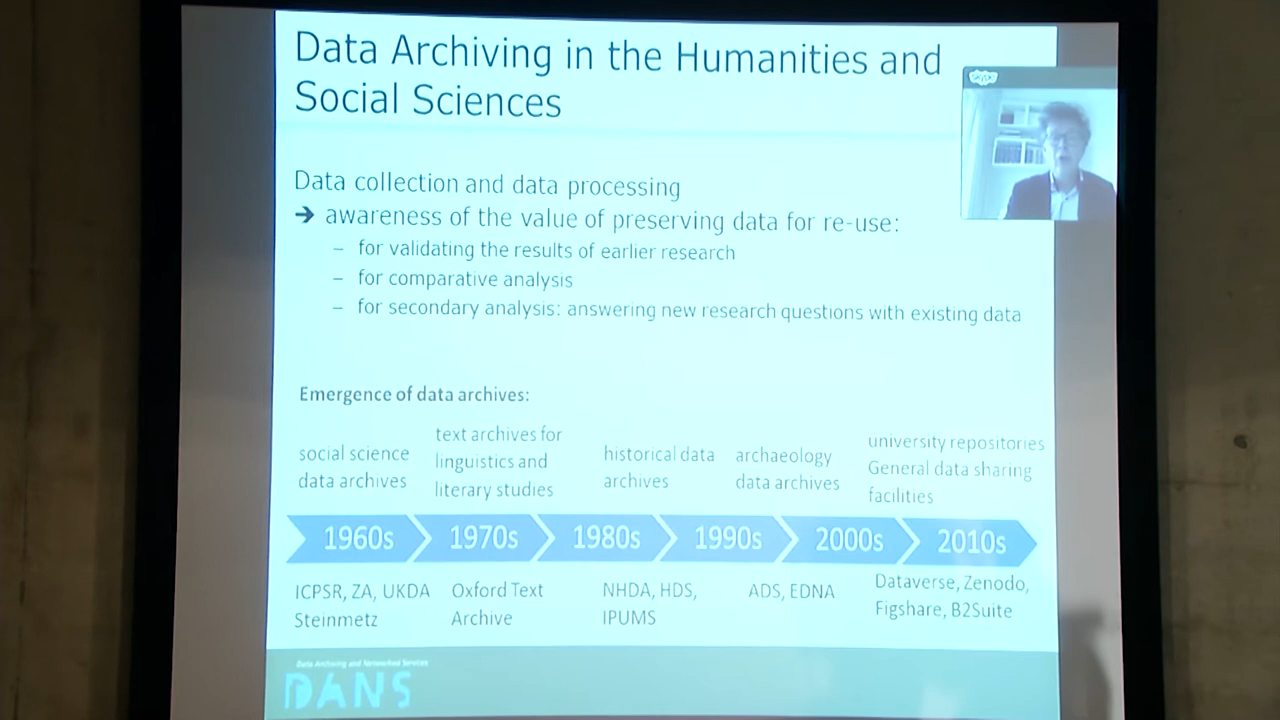 Data Archiving in the Humanities and
Social Sciences
skype
Data collection and data processing
➔ awareness of the value of preserving data for re-use:
– for validating the results of earlier research
– for comparative analysis
– for secondary analysis: answering new research questions with existing data
Emergence of data archives:
social science
data archives
text archives for
linguistics and
literary studies
historical data
archives
archaeology
data archives
university repositories
General data sharing
facilities
1960s 1970s 1980s 1990s 2000s 2010s
ICPSR, ZA, UKDA
Steinmetz
Oxford Text
Archive
NHDA, HDS,
IPUMS
ADS, EDNA
Dataverse, Zenodo,
Figshare, B2Suite
Data Archiving and Networked Services
DANS